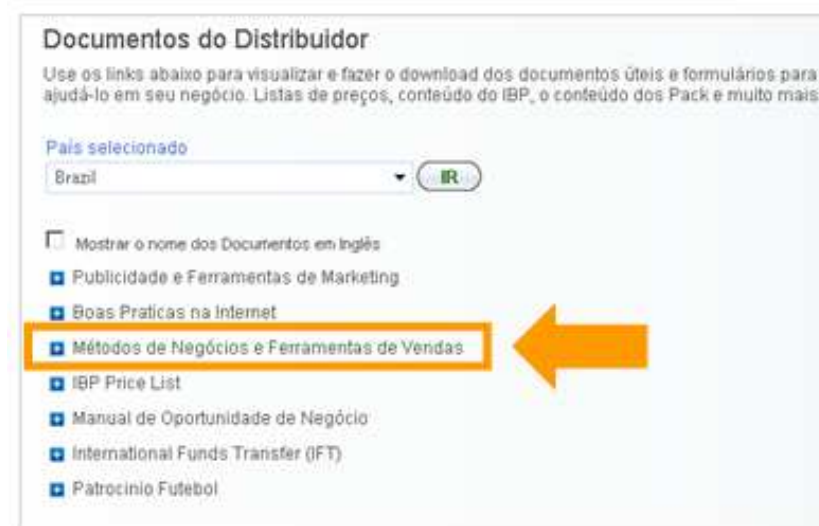 Documentos do Distribuidor
Use os links abaixo para visualizar e fazer o download dos documentos úteis e formulários para
ajudá-lo em seu negócio. Listas de preços, conteúdo do IBP, o conteúdo dos Pack e muito mais
País selecionado
Brazil
IR
Mostrar o nome dos Documentos em Inglês
Publicidade e Ferramentas de Marketing
Boas Praticas na Internet
Métodos de Negócios e Ferramentas de Vendas
IBP Price List
Manual de Oportunidade de Negócio
International Funds Transfer (IFT)
Patrocinio Futebol